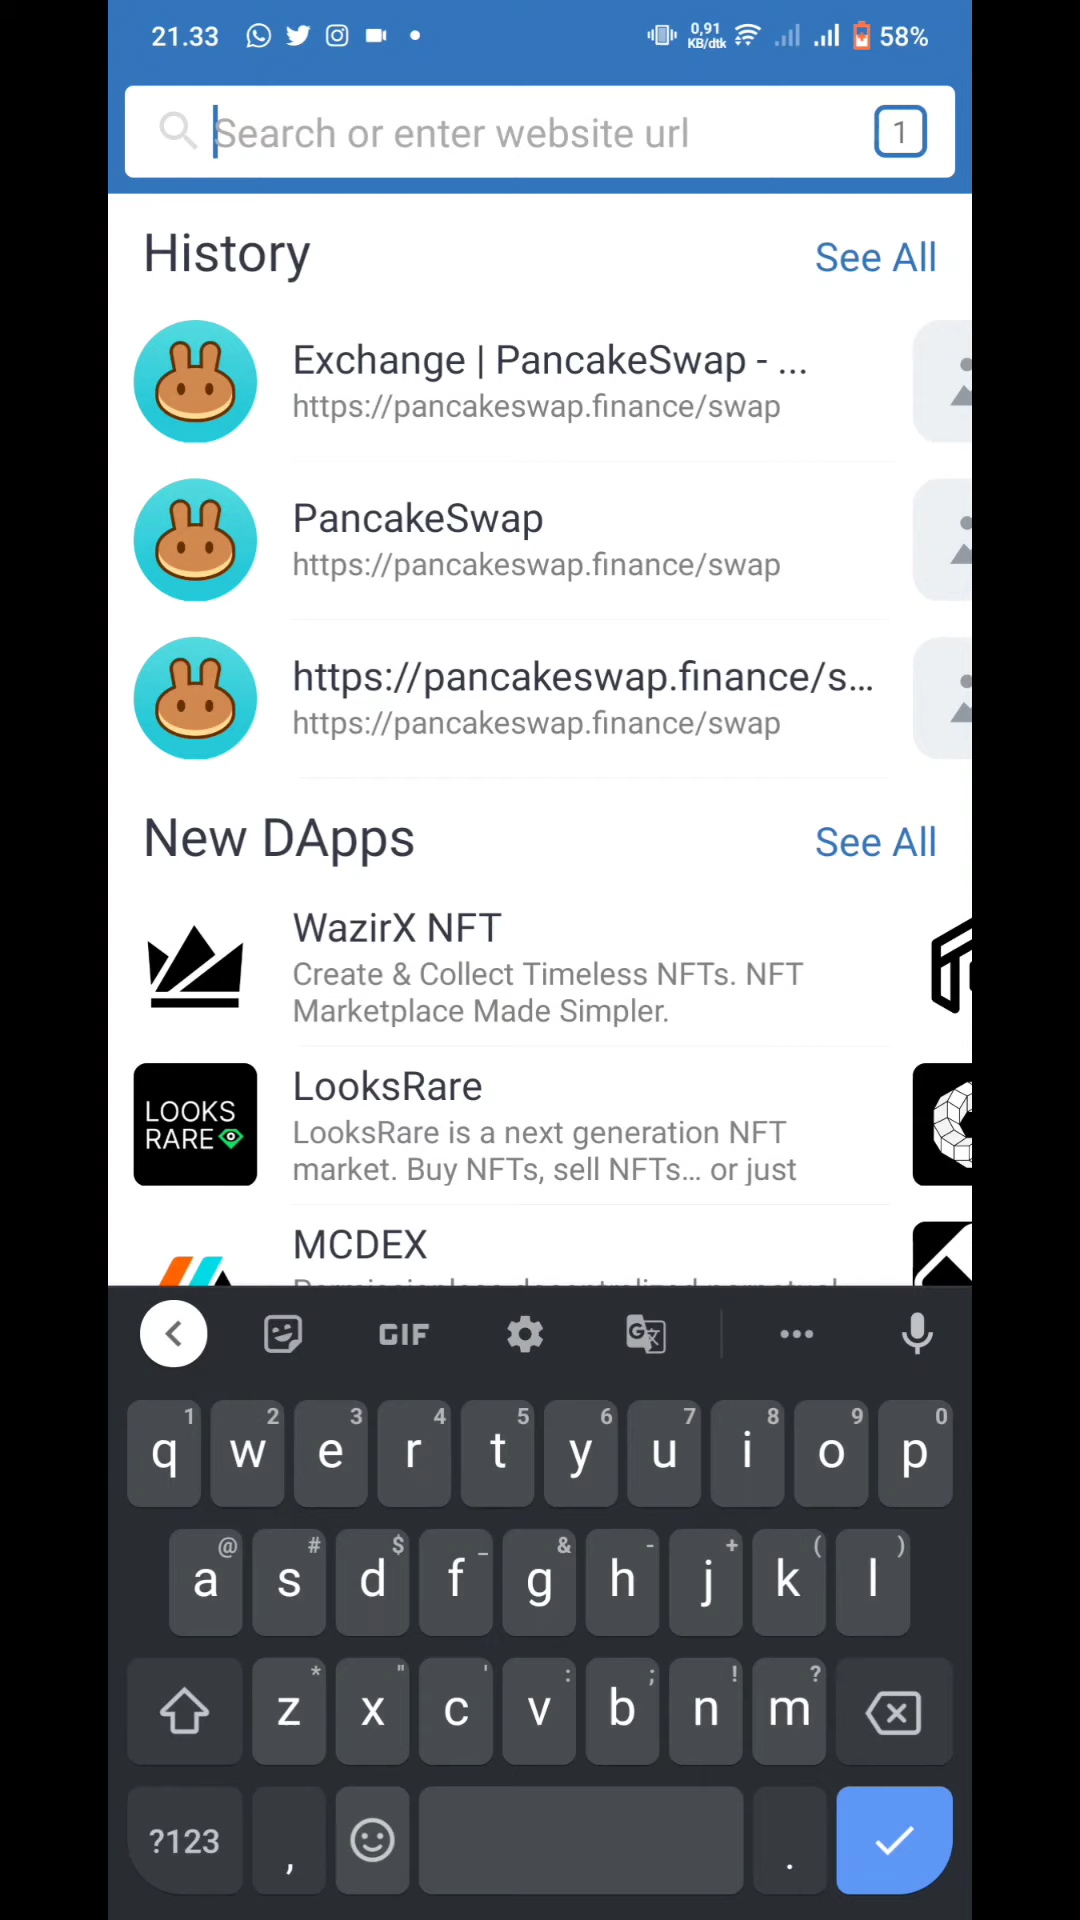 21.33
0,91
KB/dtk
58%
Search or enter website url
1
History
See All
Exchange | PancakeSwap - ...
https://pancakeswap.finance/swap
PancakeSwap
https://pancakeswap.finance/swap
https://pancakeswap.finance/s...
https://pancakeswap.finance/swap
New DApps
See All
WazirX NFT
Create & Collect Timeless NFTs. NFT
Marketplace Made Simpler.
LOOKS
RARE
LooksRare
LooksRare is a next generation NFT
market. Buy NFTs, sell NFTs... or just
MCDEX
GIF
1 2 3 4 5 6 7 8 9 0
q w e r t y u i o p
@ # $ _ & - + ( )
a s d f g h j k l
* " ' : ; ! ?
z x c v b n m
?123 , .